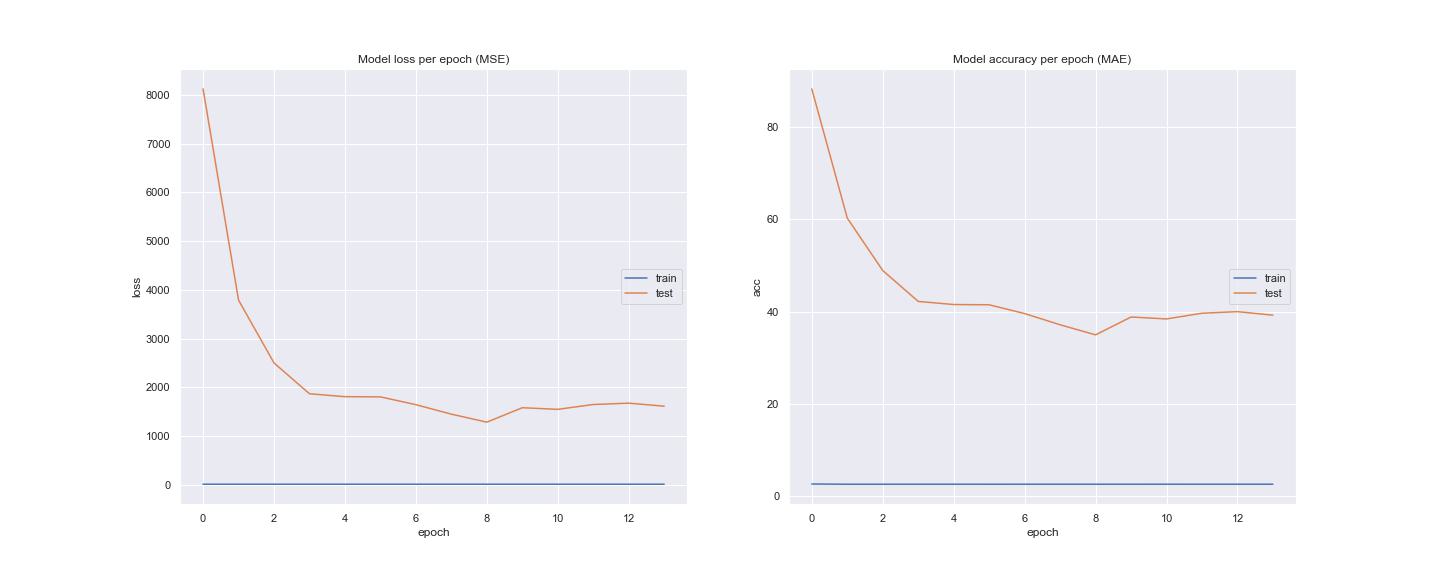 Model loss per epoch (MSE)
8000
7000
6000
5000
4000
3000
2000
1000
0
loss
0 2 4 6 8 10 12
epoch
train
test
Model accuracy per epoch (MAE)
80
60
40
20
0
acc
0 2 4 6 8 10 12
epoch
train
test